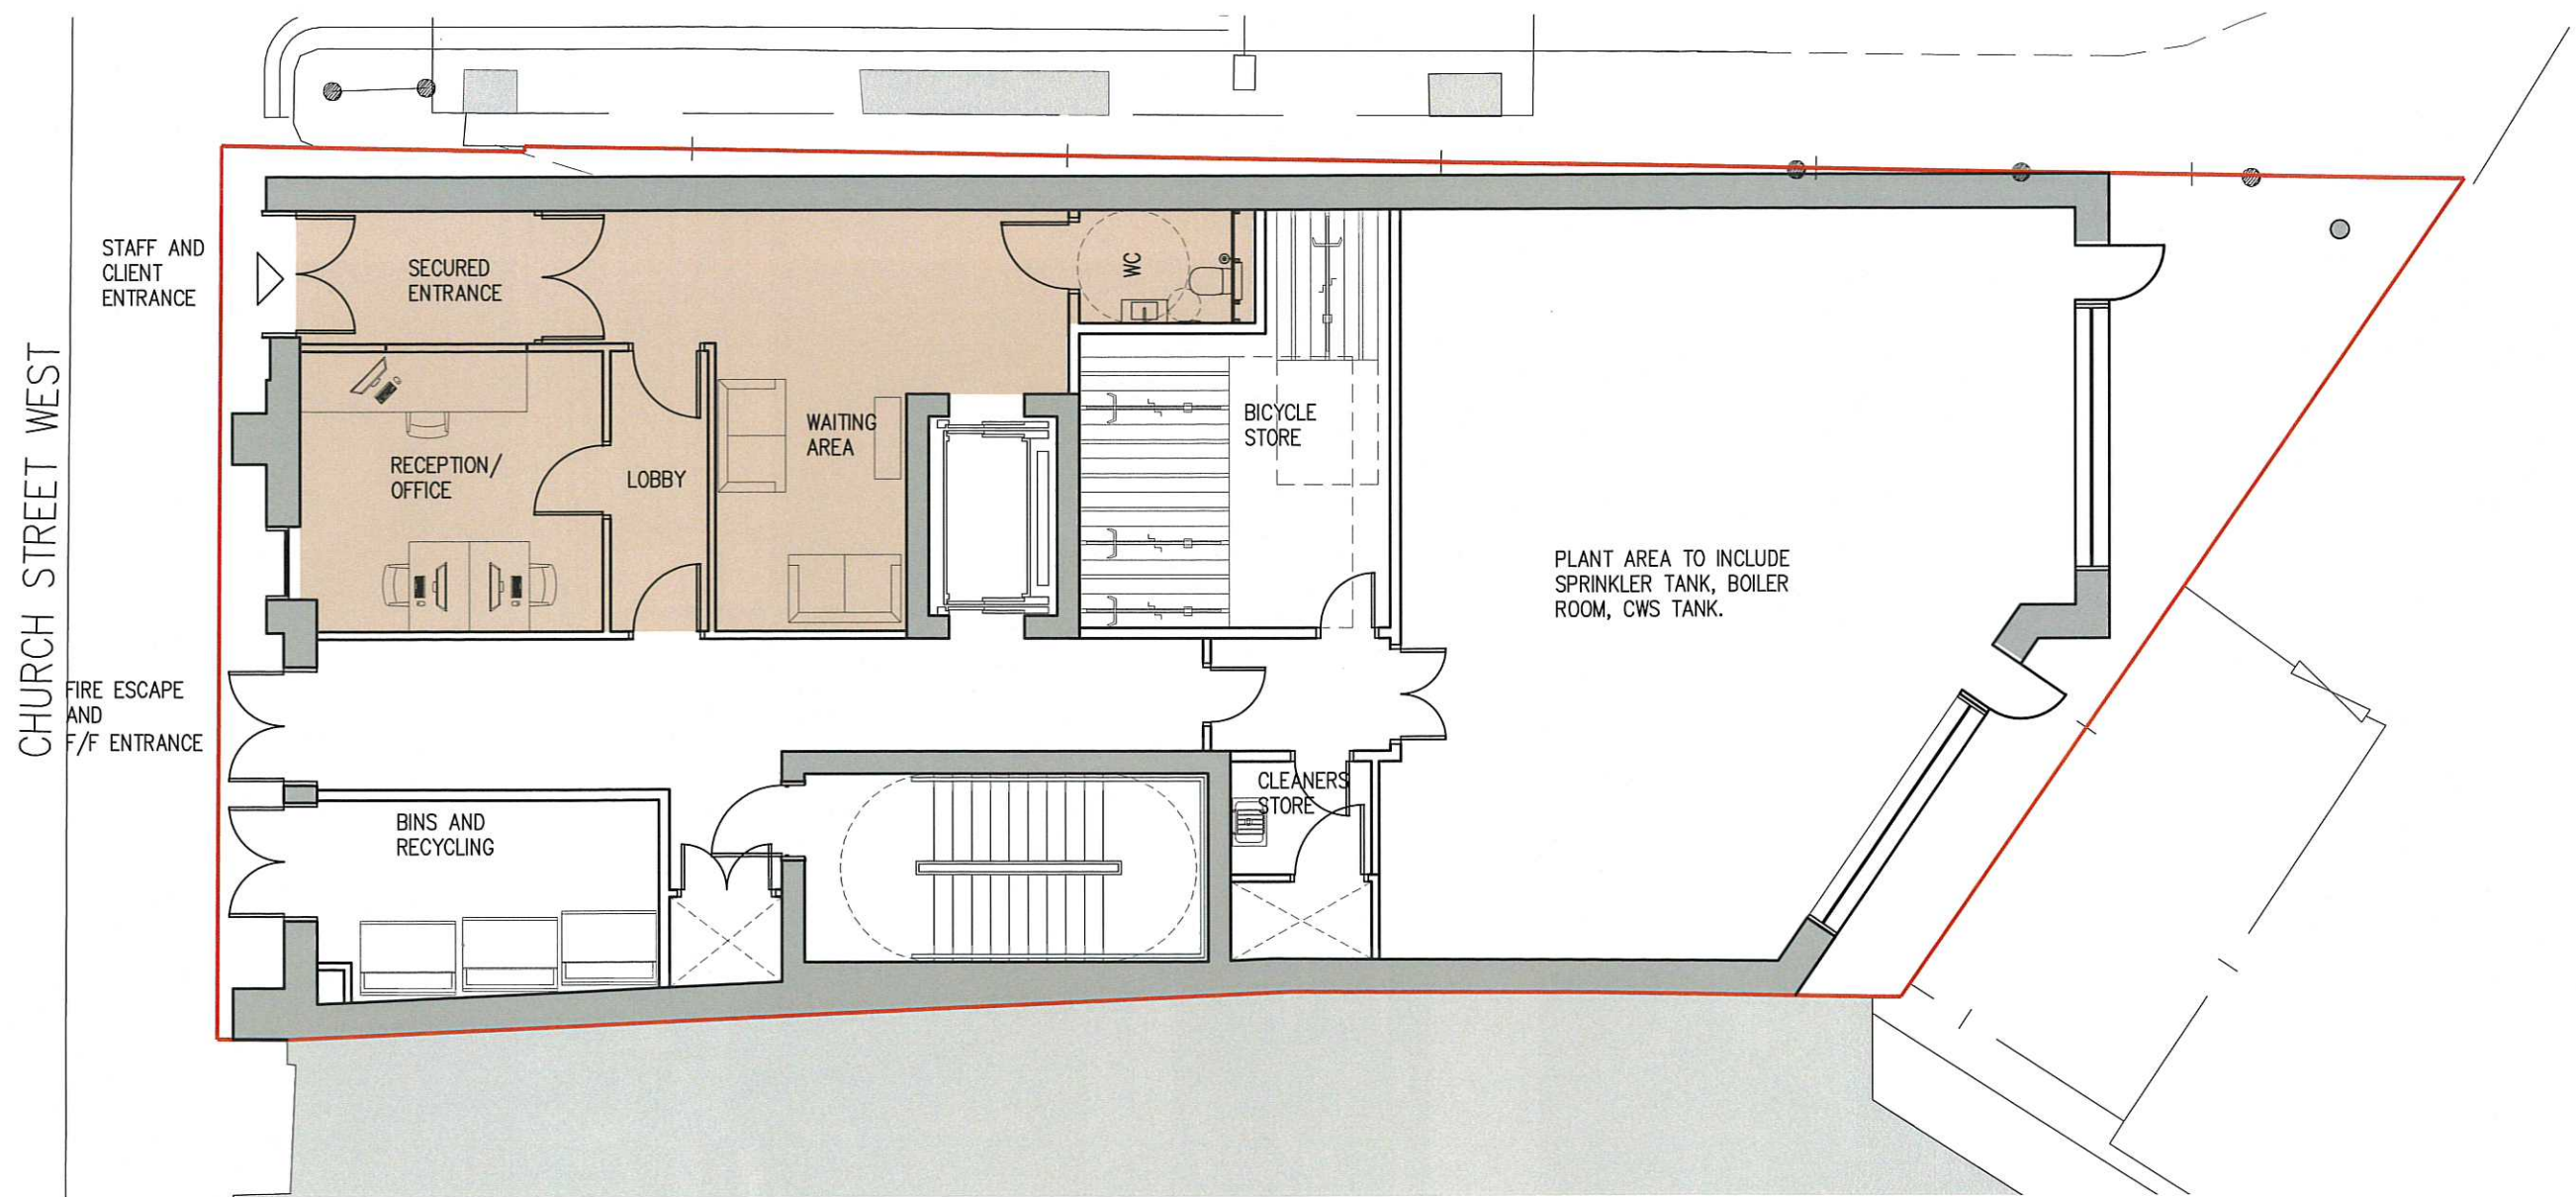 STAFF AND
CLIENT
ENTRANCE
SECURED
ENTRANCE
WC
CHURCH STREET WEST
RECEPTION/
OFFICE
LOBBY
WAITING
AREA
BICYCLE
STORE
PLANT AREA TO INCLUDE
SPRINKLER TANK, BOILER
ROOM, CWS TANK.
FIRE ESCAPE
AND
F/F ENTRANCE
BINS AND
RECYCLING
CLEANERS
STORE